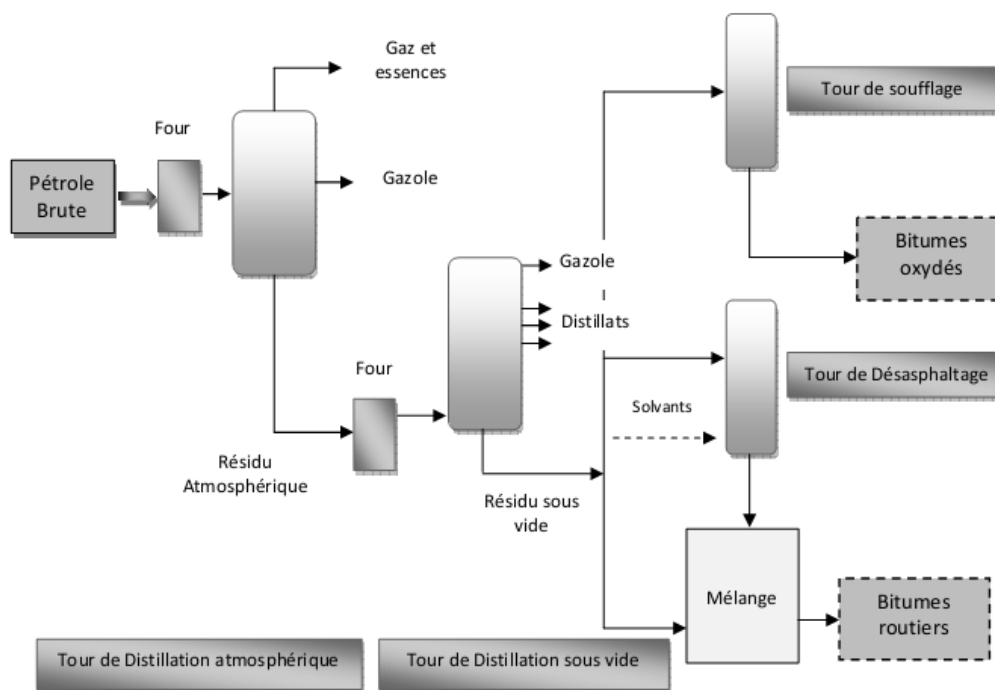 Gaz et
essences
Tour de soufflage
Four
Pétrole
Brute
Gazole
Bitumes
oxydés
Gazole
Distillats
Four
Tour de Désasphaltage
Solvants
Résidu
Atmosphérique
Résidu sous
vide
Mélange
Bitumes
routiers
Tour de Distillation atmosphérique
Tour de Distillation sous vide